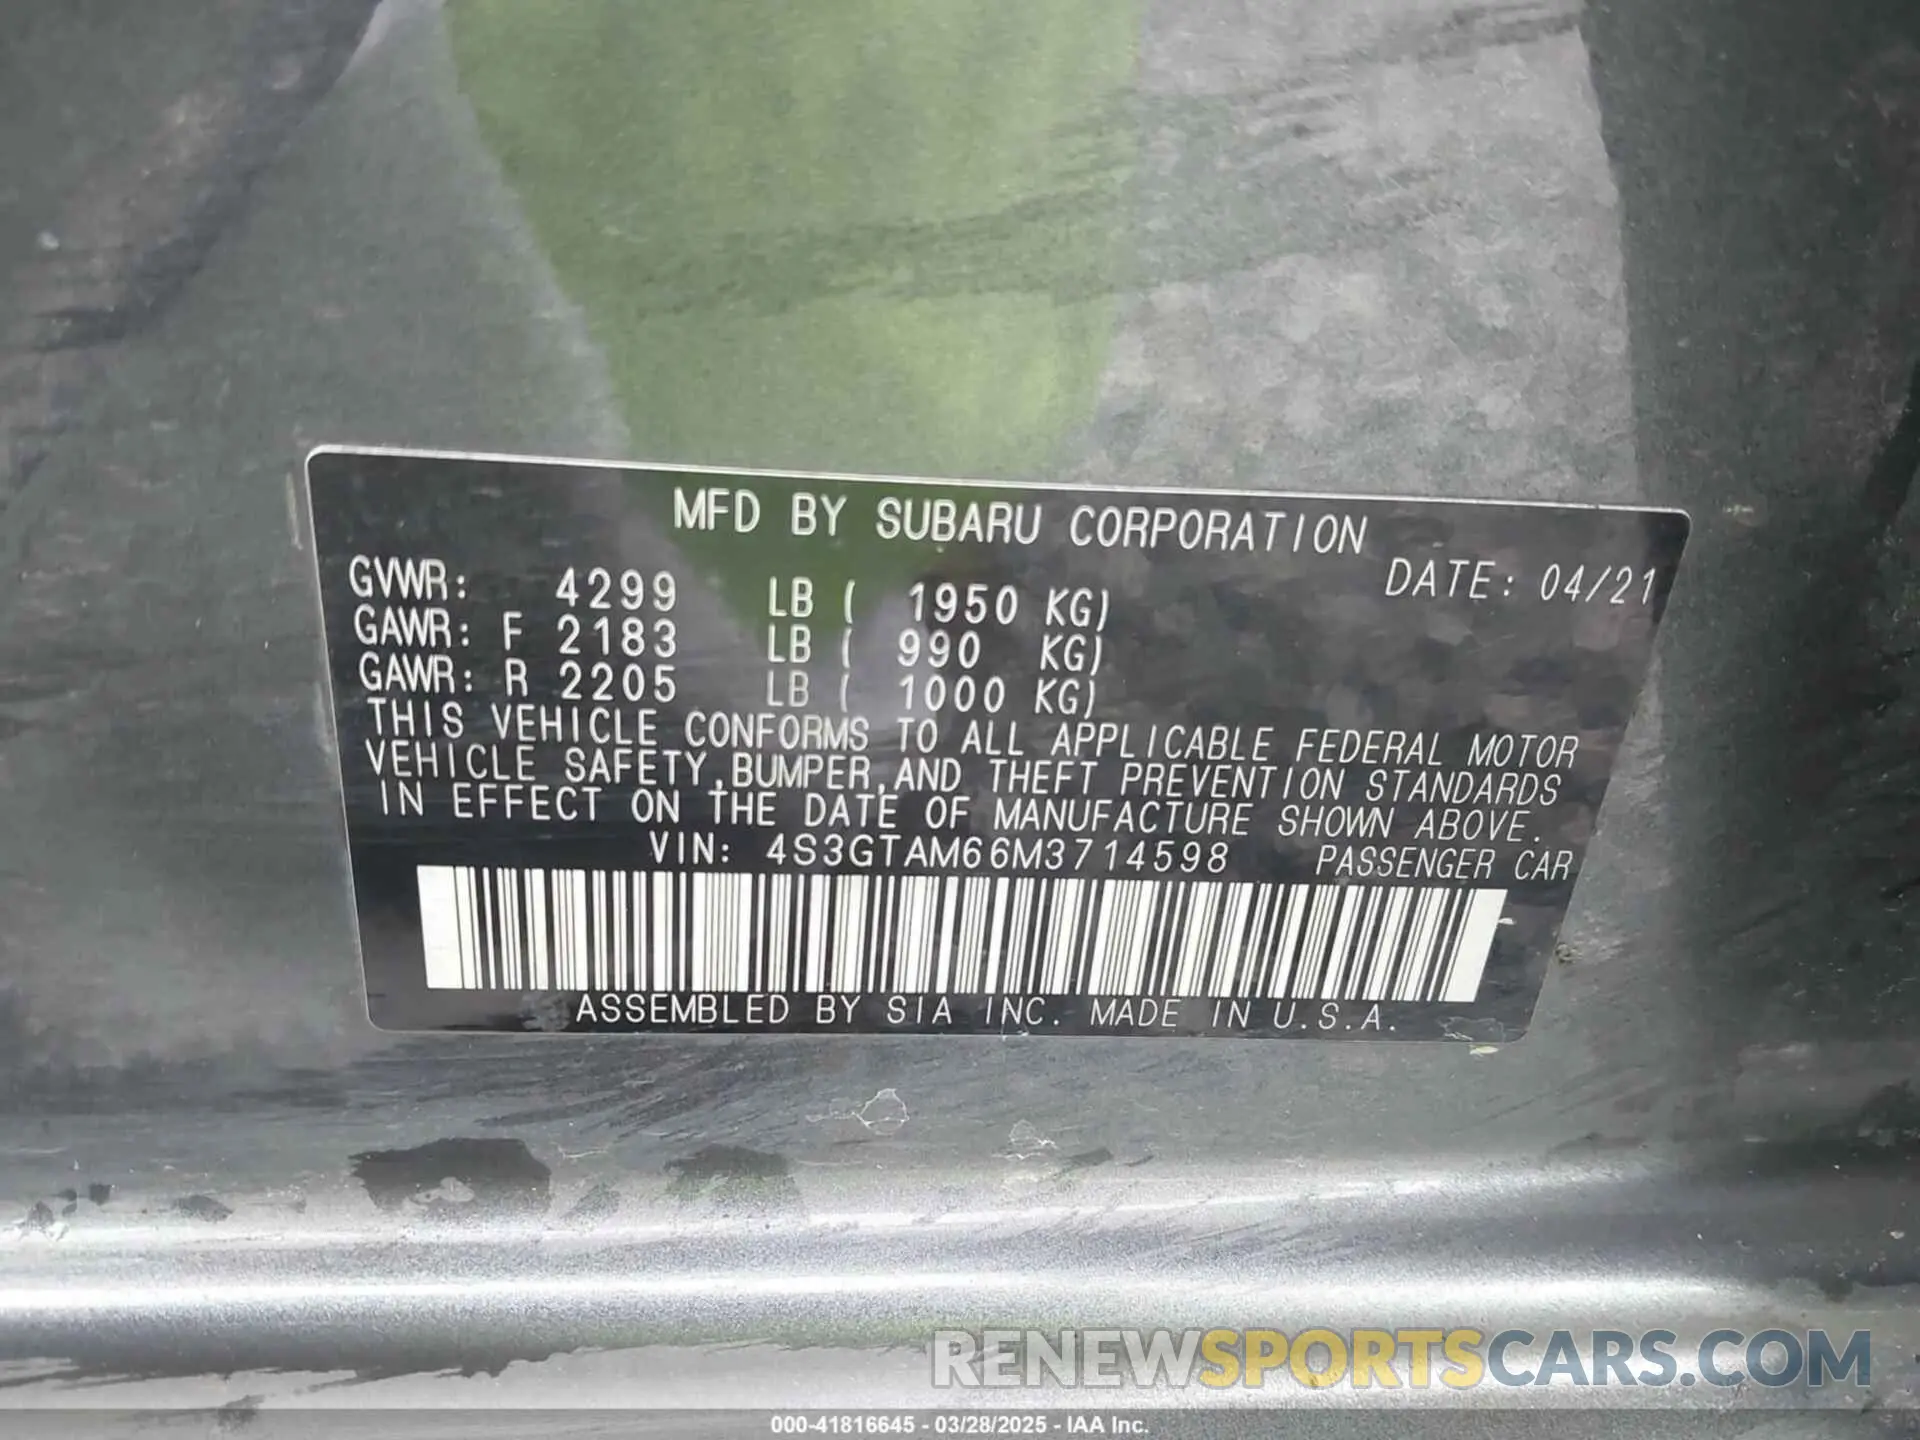 MFD BY SUBARU CORPORATION
DATE: 04/21
GVWR: 4299 LB ( 1950 KG)
GAWR: F 2183 LB ( 990 KG)
GAWR: R 2205 LB ( 1000 KG)
THIS VEHICLE CONFORMS TO ALL APPLICABLE FEDERAL MOTOR
VEHICLE SAFETY,BUMPER,AND THEFT PREVENTION STANDARDS
IN EFFECT ON THE DATE OF MANUFACTURE SHOWN ABOVE.
VIN: 4S3GTAM66M3714598 PASSENGER CAR
ASSEMBLED BY SIA INC. MADE IN U.S.A.
RENEWSPORTSCARS.COM
000-41816645 - 03/28/2025 - IAA Inc.